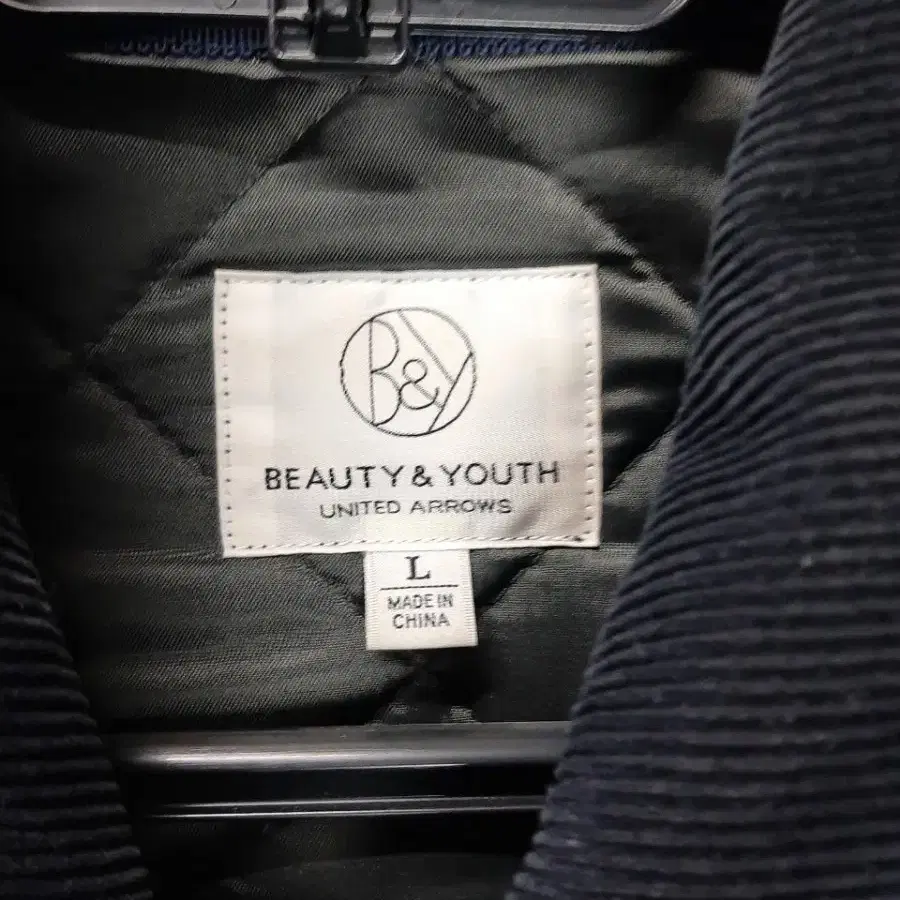 B&Y
BEAUTY & YOUTH
UNITED ARROWS
L
MADE IN
CHINA